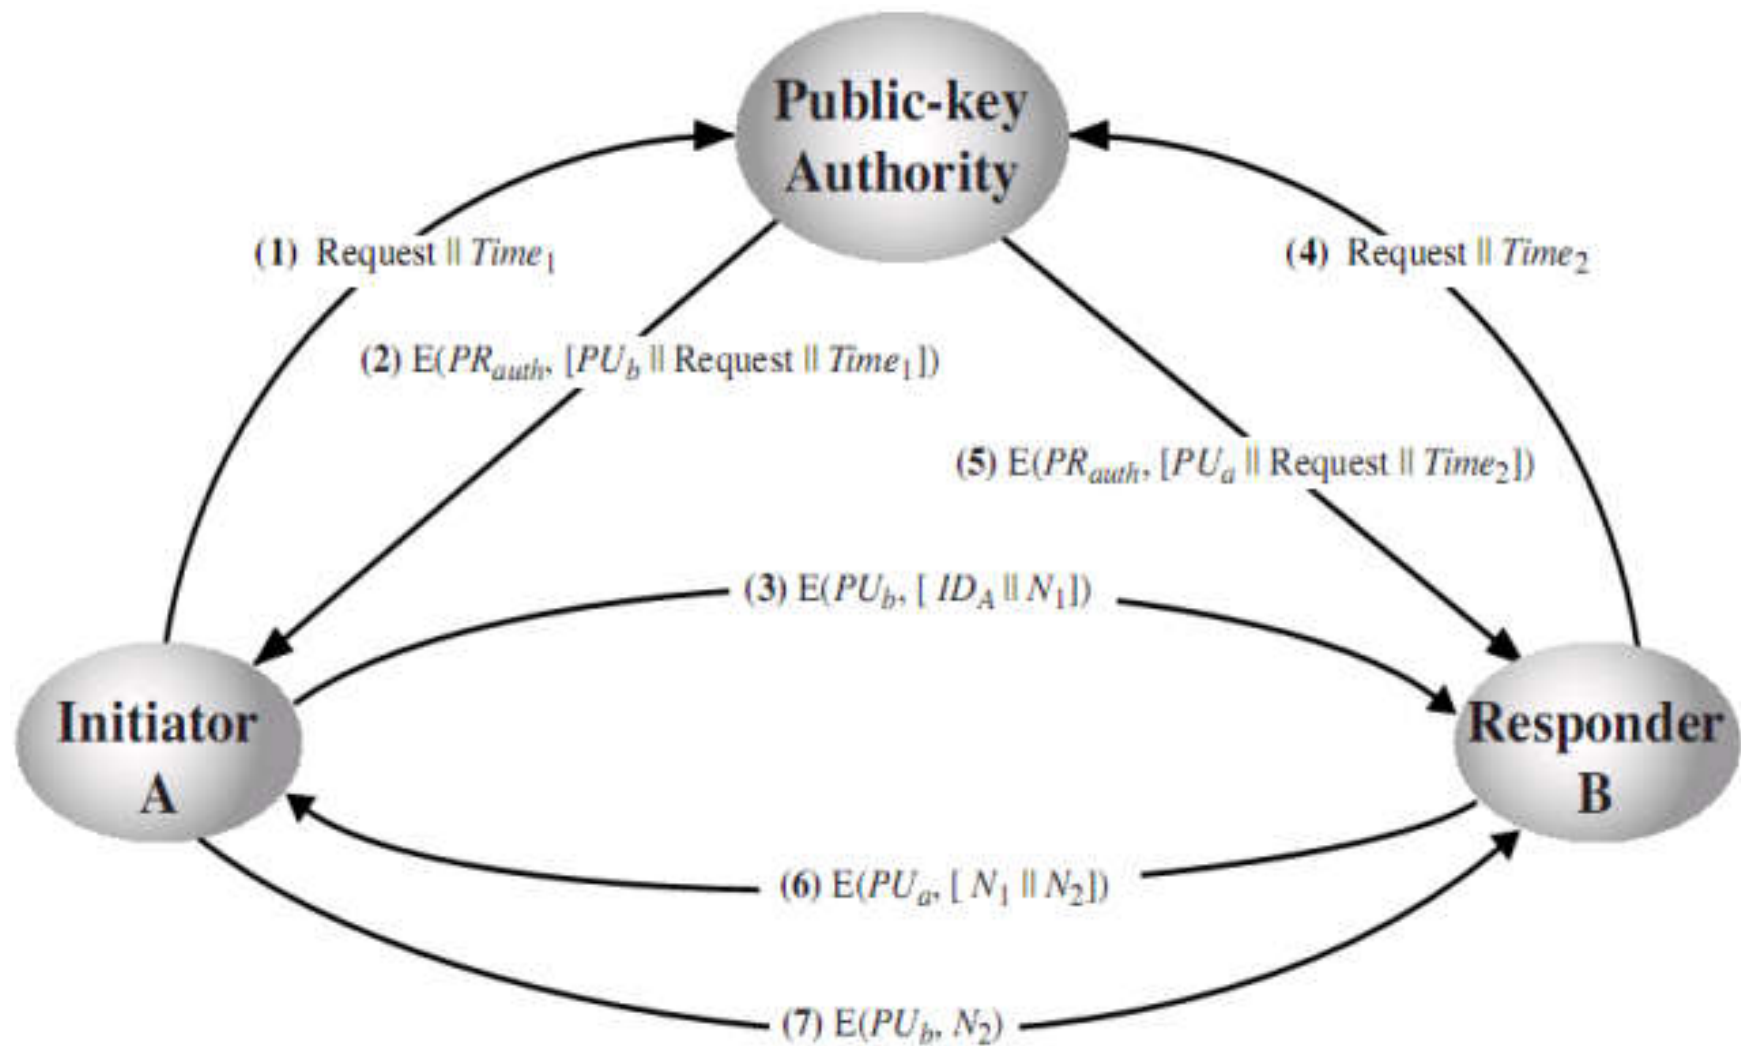 Public-key
Authority
(1) Request || Time1
(4) Request || Time2
(2) E(PRauth, [PUb || Request || Time1])
(5) E(PRauth, [PUa || Request || Time2])
(3) E(PUb, [ IDA || N1])
Initiator
A
Responder
B
(6) E(PUa, [ N1 || N2])
(7) E(PUb, N2)